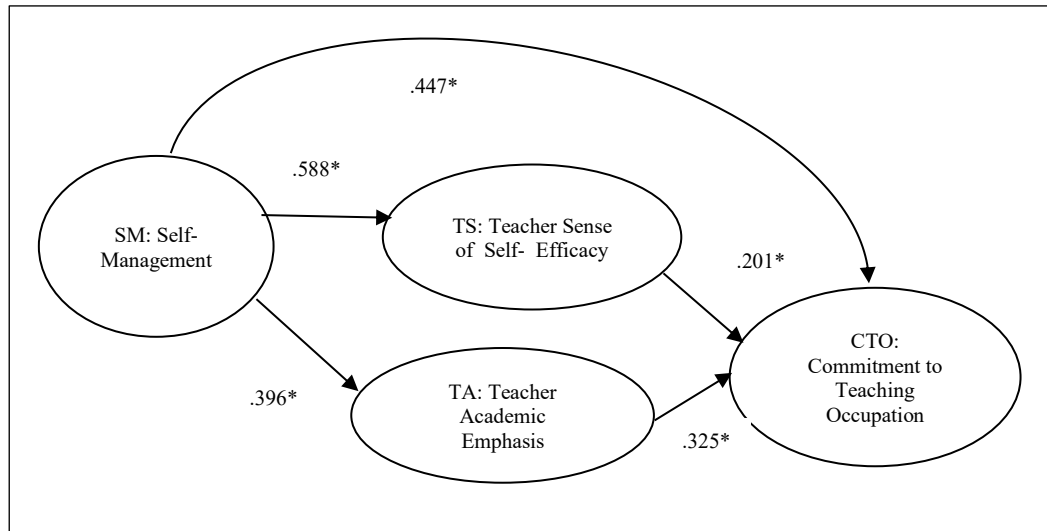 .447*
.588*
SM: Self-
Management
TS: Teacher Sense
of Self- Efficacy
.201*
CTO:
Commitment to
Teaching
Occupation
.396*
TA: Teacher
Academic
Emphasis
.325*